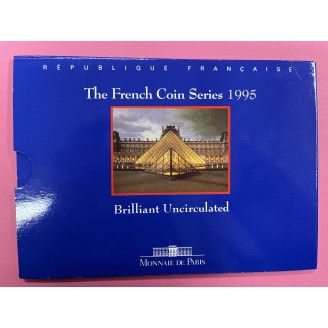 RÉPUBLIQUE FRANÇAISE
The French Coin Series 1995
Brilliant Uncirculated
MONNAIE DE PARIS